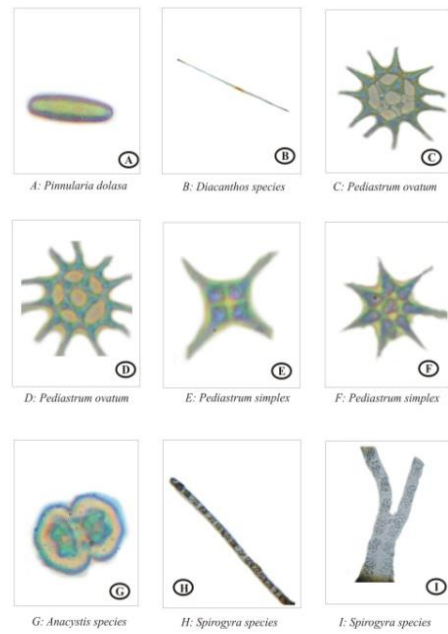 A
B
C
A: Pinnularia dolasa
B: Diacanthos species
C: Pediastrum ovatum
D
E
F
D: Pediastrum ovatum
E: Pediastrum simplex
F: Pediastrum simplex
G
H
I
G: Anacystis species
H: Spirogyra species
I: Spirogyra species